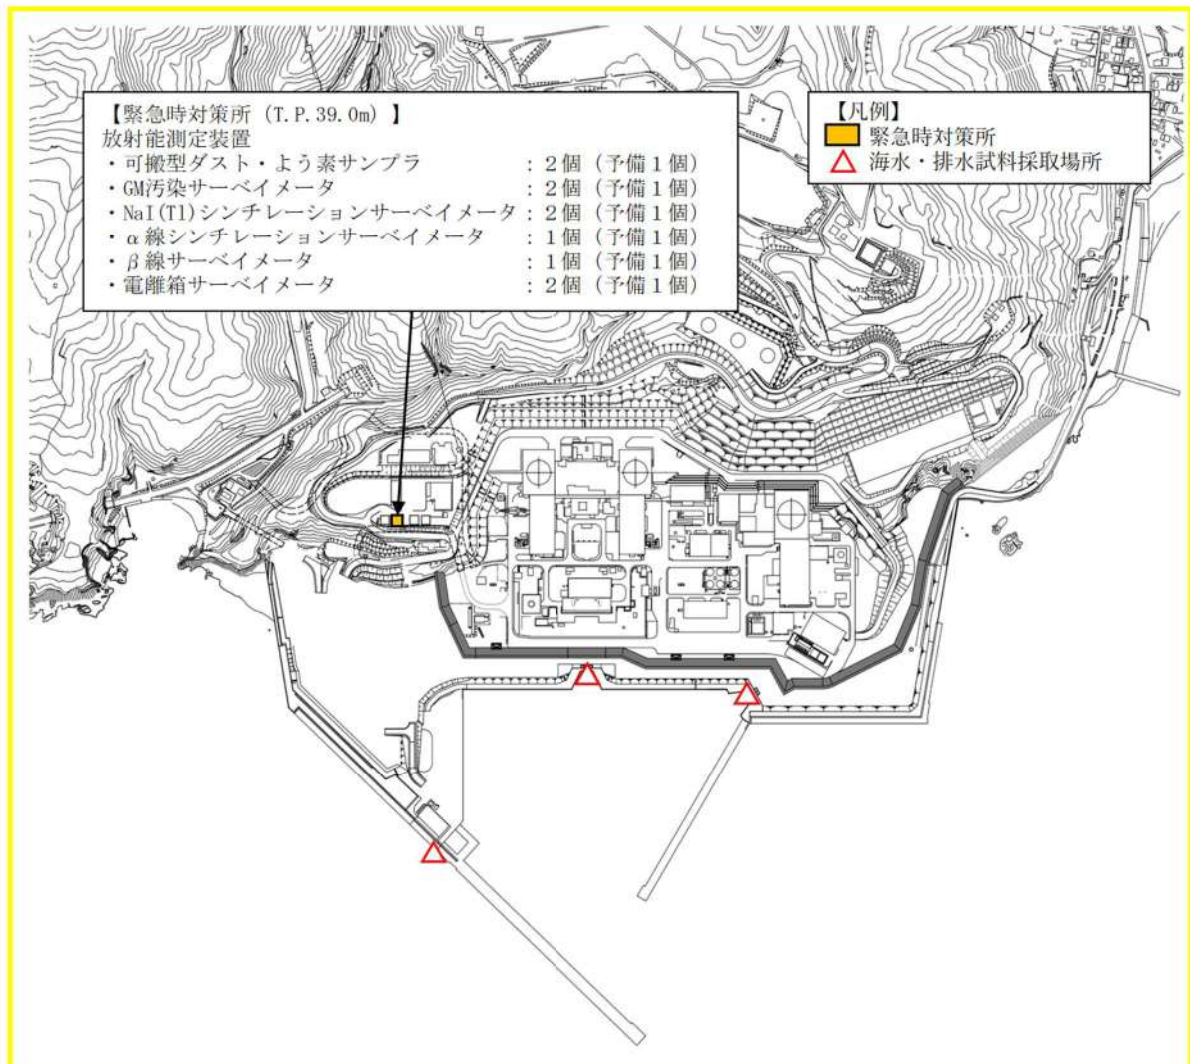 【緊急時対策所 (T.P.39.0m) 】
放射能測定装置
・可搬型ダスト・よう素サンプラ : 2個 (予備1個)
・GM汚染サーベイメータ : 2個 (予備1個)
・NaI(Tl)シンチレーションサーベイメータ : 2個 (予備1個)
・α線シンチレーションサーベイメータ : 1個 (予備1個)
・β線サーベイメータ : 1個 (予備1個)
・電離箱サーベイメータ : 2個 (予備1個)
【凡例】
緊急時対策所
海水・排水試料採取場所